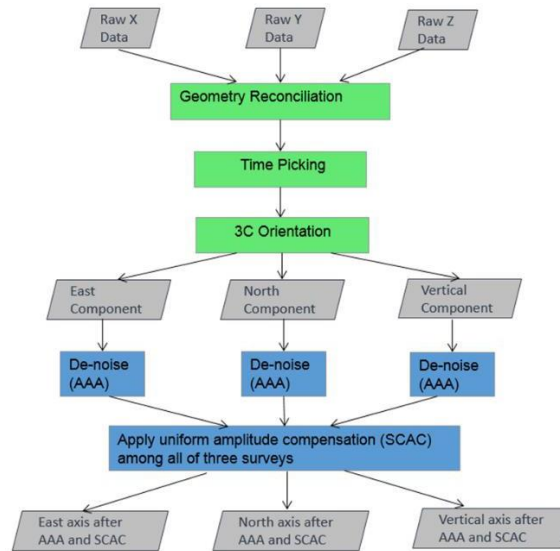 Raw X
Data
Raw Y
Data
Raw Z
Data
Geometry Reconciliation
Time Picking
3C Orientation
East
Component
North
Component
Vertical
Component
De-noise
(AAA)
De-noise
(AAA)
De-noise
(AAA)
Apply uniform amplitude compensation (SCAC)
among all of three surveys
East axis after
AAA and SCAC
North axis after
AAA and SCAC
Vertical axis after
AAA and SCAC